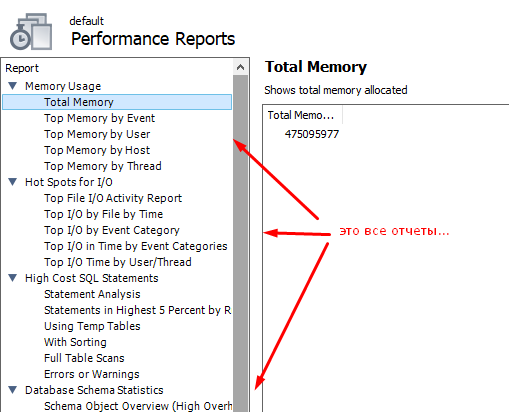 default
Performance Reports
Report
Memory Usage
Total Memory
Top Memory by Event
Top Memory by User
Top Memory by Host
Top Memory by Thread
Hot Spots for I/O
Top File I/O Activity Report
Top I/O by File by Time
Top I/O by Event Category
Top I/O in Time by Event Categories
Top I/O Time by User/Thread
High Cost SQL Statements
Statement Analysis
Statements in Highest 5 Percent by R
Using Temp Tables
With Sorting
Full Table Scans
Errors or Warnings
Database Schema Statistics
Schema Object Overview (High Overh
Total Memory
Shows total memory allocated
Total Memo...
475095977
это все отчеты...